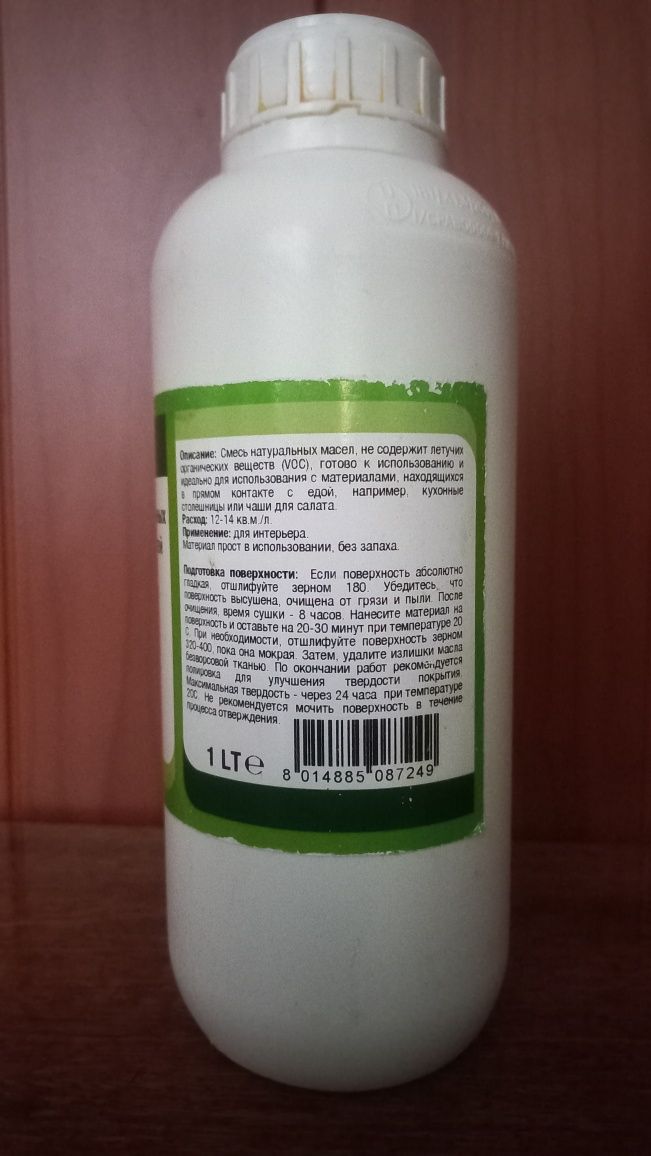 Описание: Смесь натуральных масел, не содержит летучих
органических веществ (VOC), готово к использованию и
идеально для использования с материалами, находящихся
в прямом контакте с едой, например, кухонные
столешницы или чаши для салата.
Расход: 12-14 кв.м./л.
Применение: для интерьера.
Материал прост в использовании, без запаха.
Подготовка поверхности: Если поверхность абсолютно
гладкая, отшлифуйте зерном 180. Убедитесь, что
поверхность высушена, очищена от грязи и пыли. После
очищения, время сушки - 8 часов. Нанесите материал на
поверхность и оставьте на 20-30 минут при температуре 20
С. При необходимости, отшлифуйте поверхность зерном
320-400, пока она мокрая. Затем, удалите излишки масла
безворсовой тканью. По окончании работ рекомендуется
полировка для улучшения твердости покрытия.
Максимальная твердость - через 24 часа при температуре
20С. Не рекомендуется мочить поверхность в течение
процесса отверждения.
1 LT e
8 014885 087249